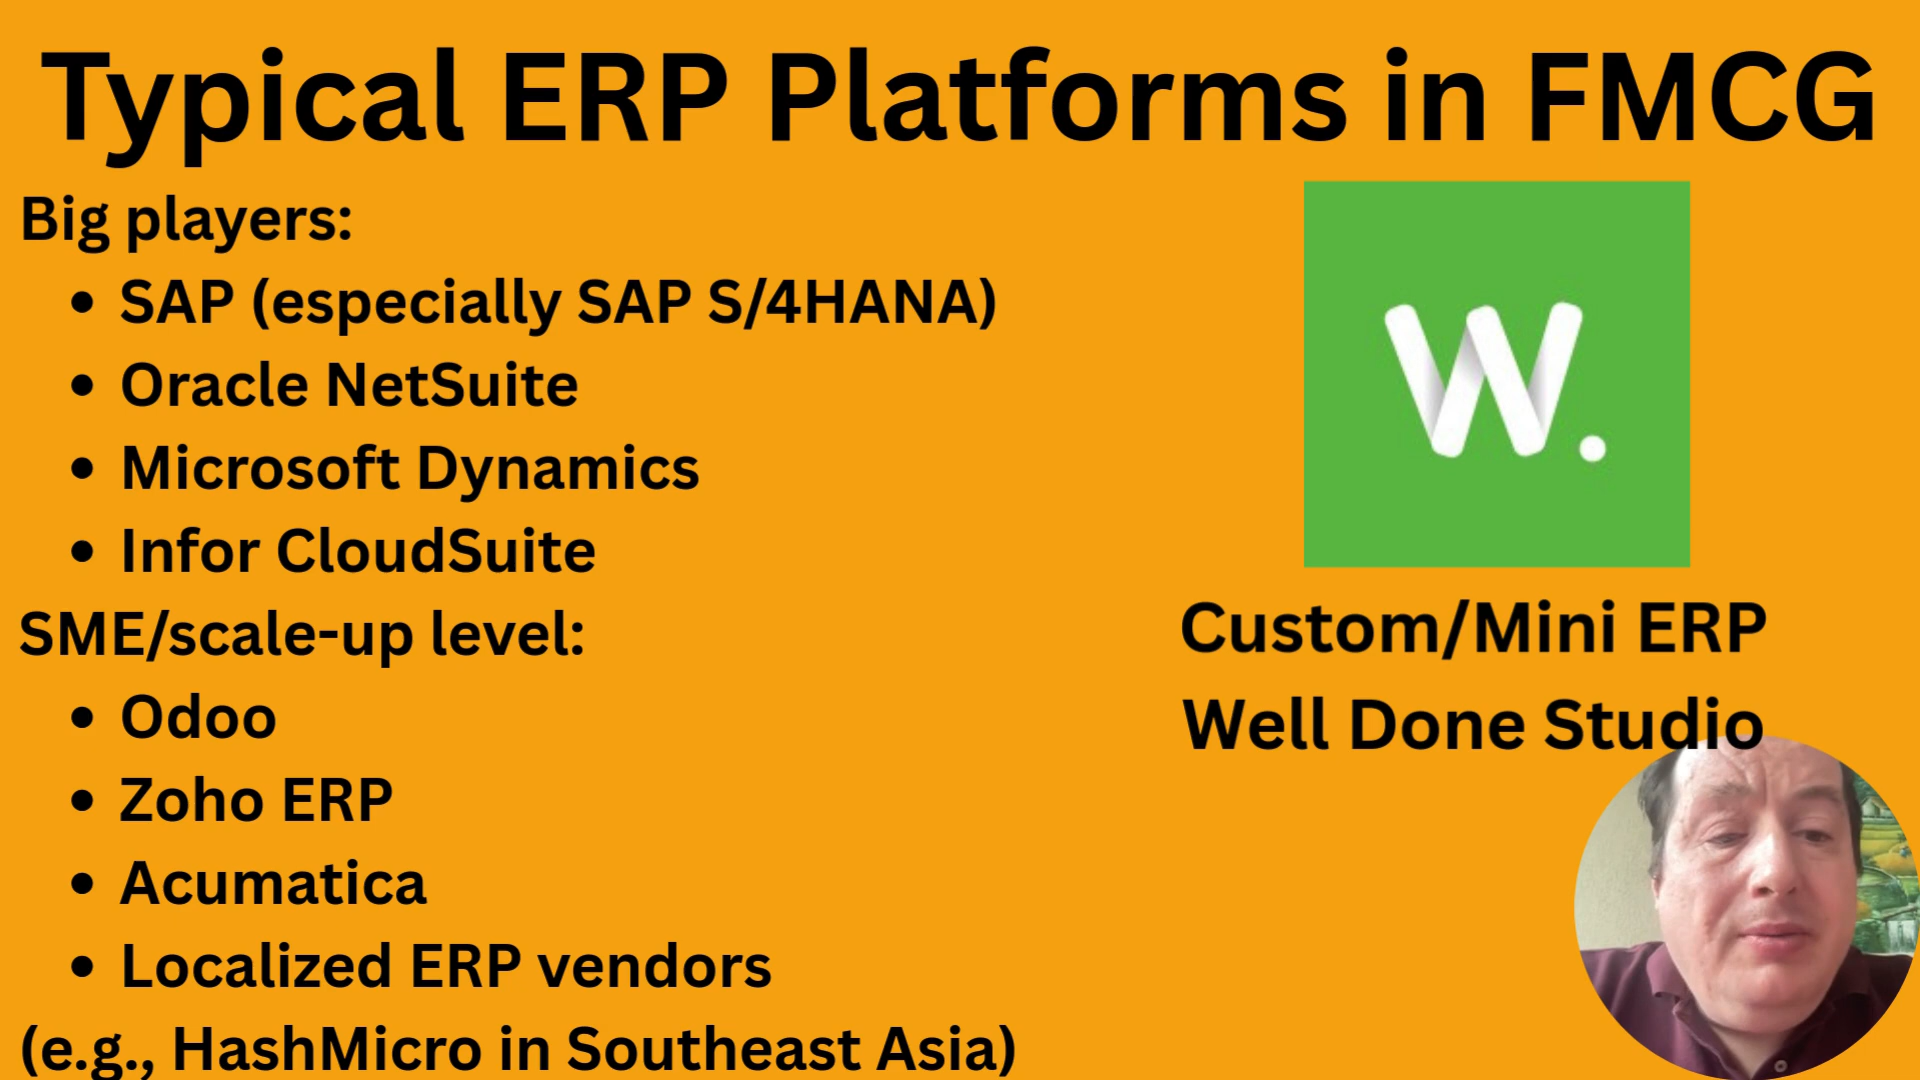 Typical ERP Platforms in FMCG
Big players:
• SAP (especially SAP S/4HANA)
• Oracle NetSuite
• Microsoft Dynamics
• Infor CloudSuite
SME/scale-up level:
• Odoo
• Zoho ERP
• Acumatica
• Localized ERP vendors
(e.g., HashMicro in Southeast Asia)
W.
Custom/Mini ERP
Well Done Studio